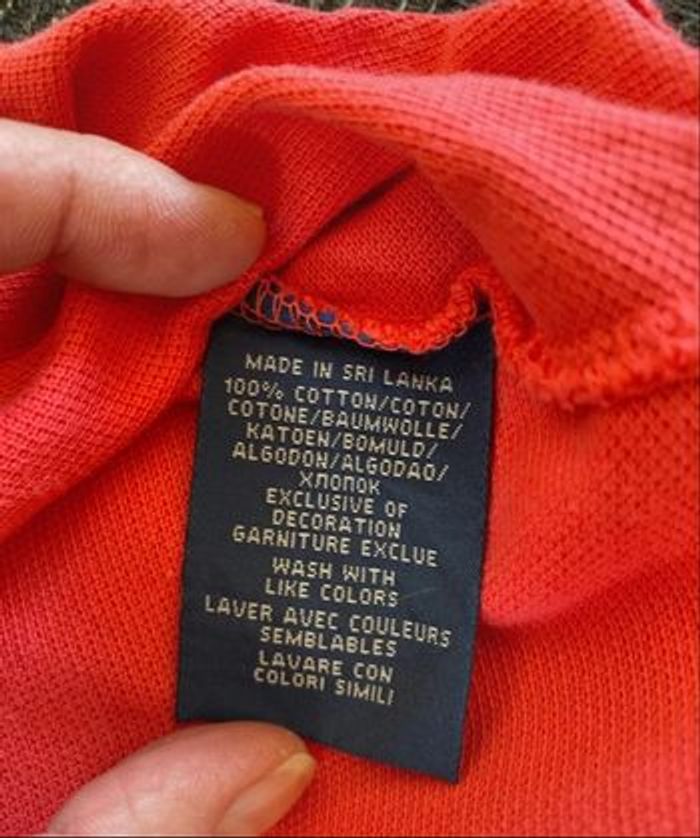 MADE IN SRI LANKA
100% COTTON/COTON/
COTONE/BAUMWOLLE/
KATOEN/BOMULD/
ALGODON/ALGODAO/
ХЛОПОК
EXCLUSIVE OF
DECORATION
GARNITURE EXCLUE
WASH WITH
LIKE COLORS
LAVER AVEC COULEURS
SEMBLABLES
LAVARE CON
COLORI SIMILI